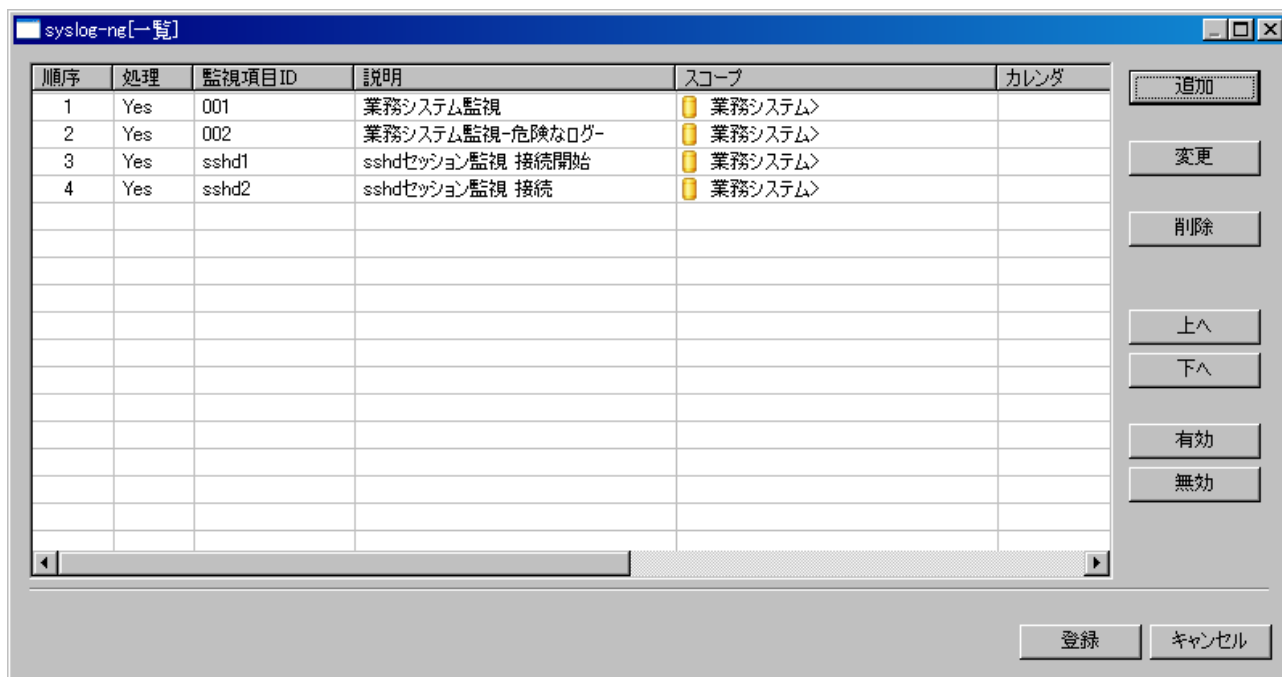 syslog-ng[一覧]
順序 処理 監視項目ID 説明 スコープ カレンダ
1 Yes 001 業務システム監視 業務システム>
2 Yes 002 業務システム監視-危険なログ- 業務システム>
3 Yes sshd1 sshdセッション監視 接続開始 業務システム>
4 Yes sshd2 sshdセッション監視 接続 業務システム>
追加
変更
削除
上へ
下へ
有効
無効
登録 キャンセル